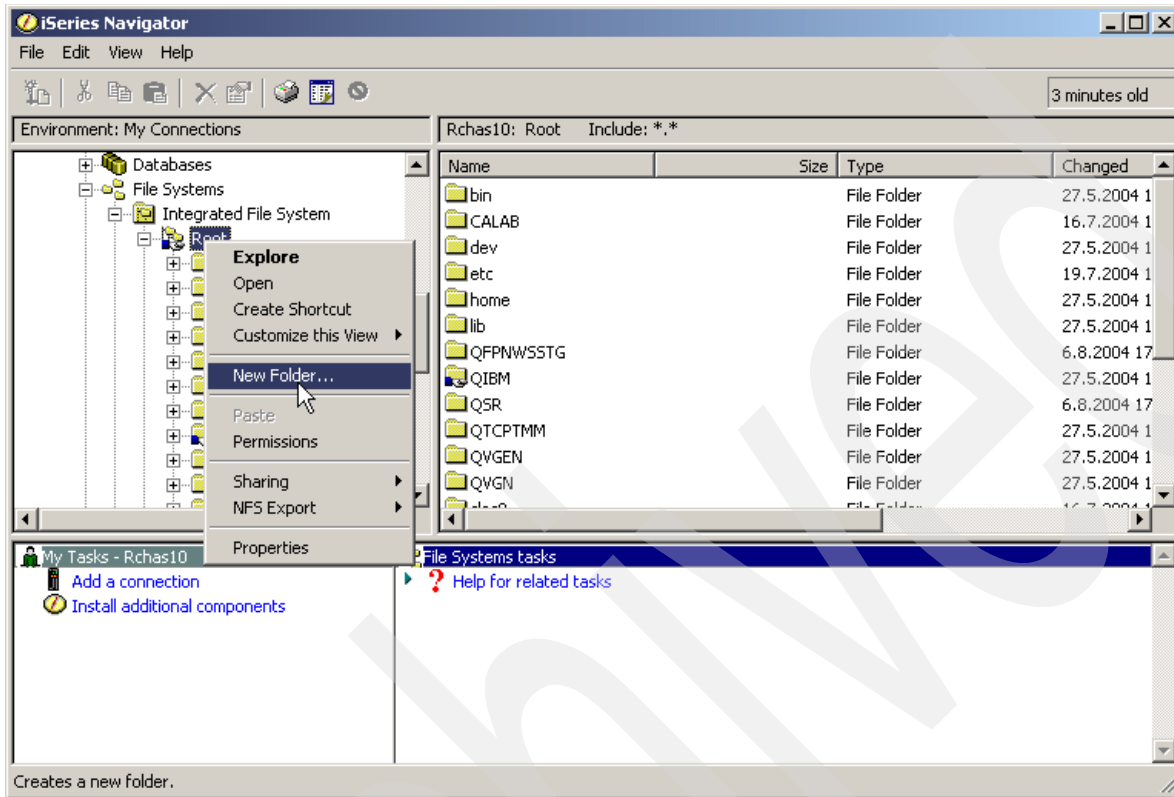 iSeries Navigator
File Edit View Help
3 minutes old
Environment: My Connections
Rchas10: Root Include: *.*
Databases
File Systems
Integrated File System
Root
Explore
Open
Create Shortcut
Customize this View
New Folder...
Paste
Permissions
Sharing
NFS Export
Properties
Name Size Type Changed
bin File Folder 27.5.2004 1
CALAB File Folder 16.7.2004 1
dev File Folder 27.5.2004 1
etc File Folder 19.7.2004 1
home File Folder 27.5.2004 1
lib File Folder 27.5.2004 1
QFPNWSSTG File Folder 6.8.2004 17
QIBM File Folder 27.5.2004 1
QSR File Folder 6.8.2004 17
QTCPTMM File Folder 27.5.2004 1
QVGEN File Folder 27.5.2004 1
QVGN File Folder 27.5.2004 1
File Folder
My Tasks - Rchas10
Add a connection
Install additional components
File Systems tasks
Help for related tasks
Creates a new folder.